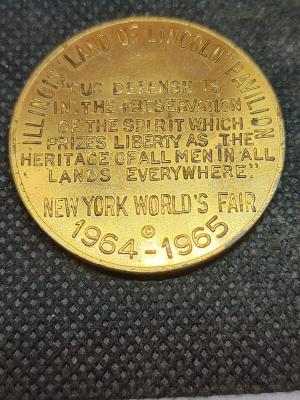 ILLINOIS "LAND OF LINCOLN" PAVILION
"OUR DEFENSE IS
IN THE PRESERVATION
OF THE SPIRIT WHICH
PRIZES LIBERTY AS THE
HERITAGE OF ALL MEN IN ALL
LANDS EVERYWHERE"
NEW YORK WORLD'S FAIR
©
1964-1965